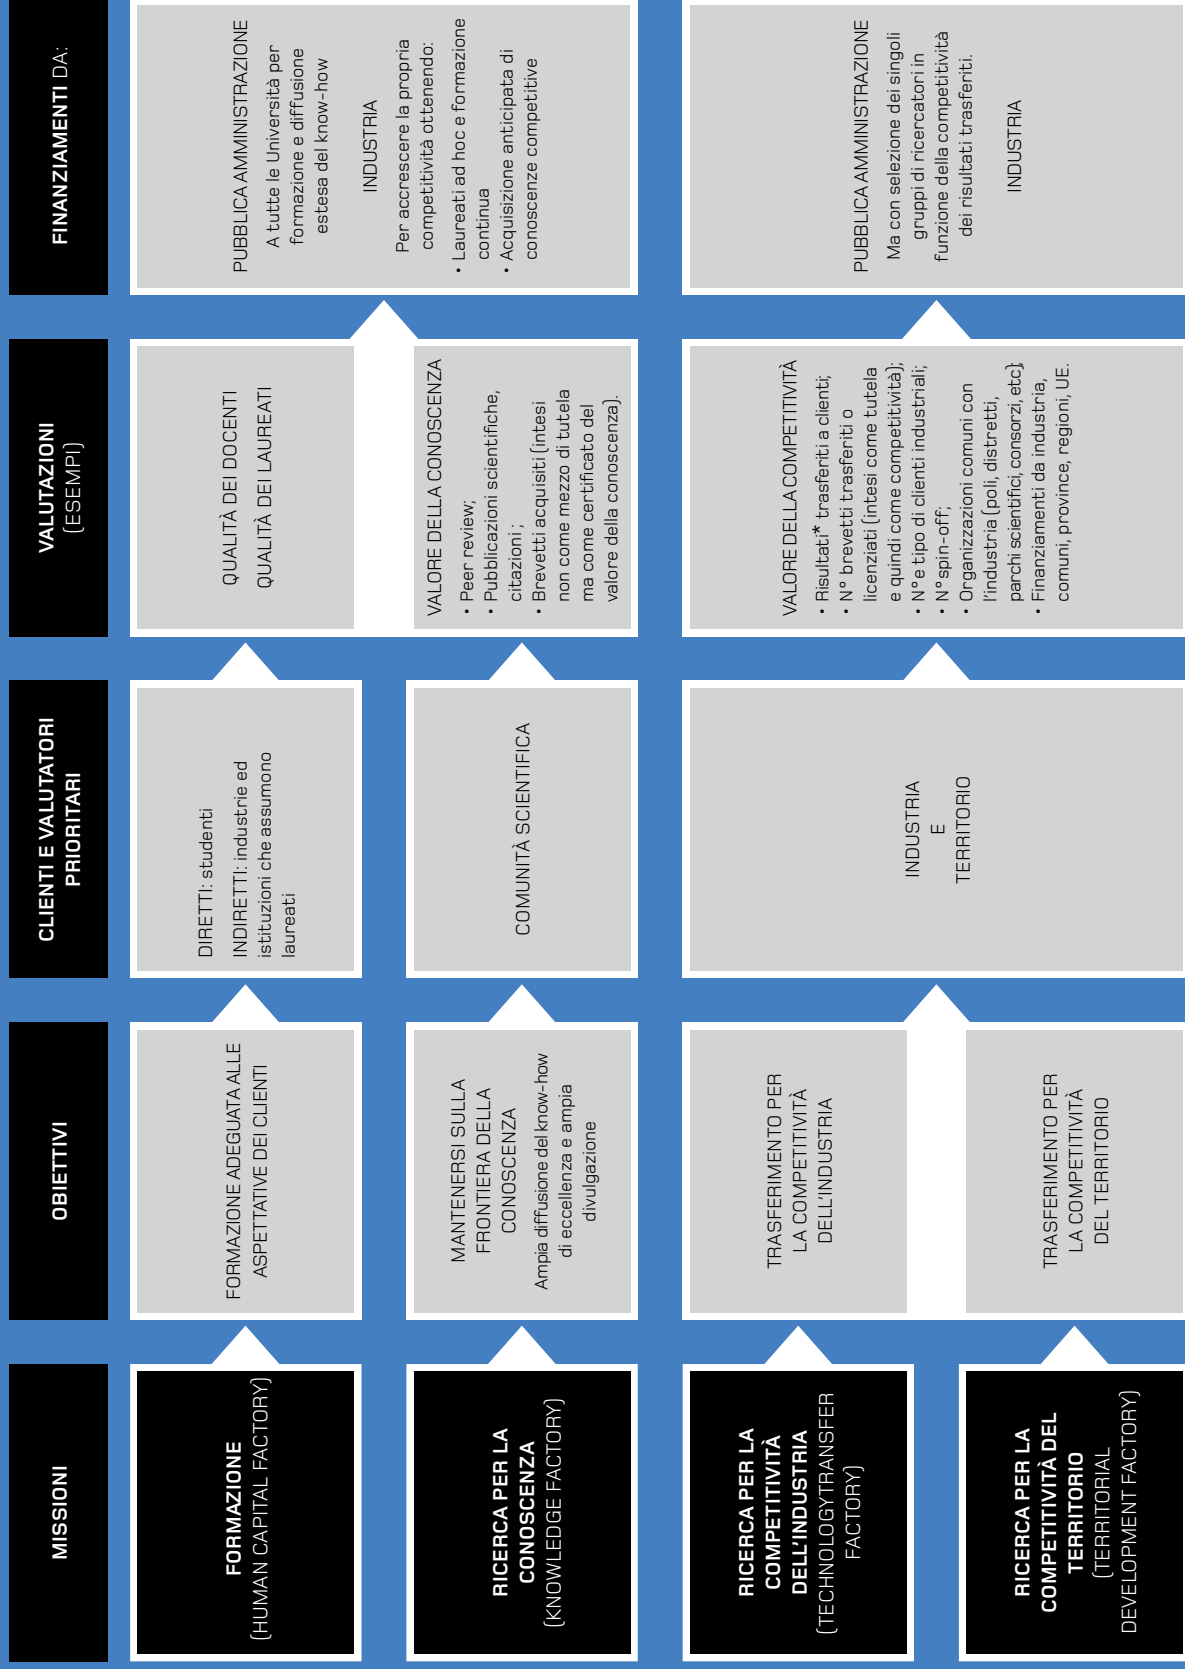 MISSIONI
OBIETTIVI
CLIENTI E VALUTATORI
PRIORITARI
VALUTAZIONI
(ESEMPI)
FINANZIAMENTI DA:
FORMAZIONE
(HUMAN CAPITAL FACTORY)
FORMAZIONE ADEGUATA ALLE
ASPETTATIVE DEI CLIENTI
DIRETTI: studenti
INDIRETTI: industrie ed
istituzioni che assumono
laureati
QUALITÀ DEI DOCENTI
QUALITÀ DEI LAUREATI
PUBBLICA AMMINISTRAZIONE
A tutte le Università per
formazione e diffusione
estesa del know-how
INDUSTRIA
Per accrescere la propria
competitività ottenendo:
• Laureati ad hoc e formazione
continua
• Acquisizione anticipata di
conoscenze competitive
RICERCA PER LA
CONOSCENZA
(KNOWLEDGE FACTORY)
MANTENERSI SULLA
FRONTIERA DELLA
CONOSCENZA
Ampia diffusione del know-how
di eccellenza e ampia
divulgazione
COMUNITÀ SCIENTIFICA
VALORE DELLA CONOSCENZA
• Peer review;
• Pubblicazioni scientifiche,
citazioni ;
• Brevetti acquisiti (intesi
non come mezzo di tutela
ma come certificato del
valore della conoscenza).
RICERCA PER LA
COMPETITIVITÀ
DELL'INDUSTRIA
(TECHNOLOGYTRANSFER
FACTORY)
TRASFERIMENTO PER
LA COMPETITIVITÀ
DELL'INDUSTRIA
INDUSTRIA
E
TERRITORIO
VALORE DELLA COMPETITIVITÀ
• Risultati* trasferiti a clienti;
• N° brevetti trasferiti o
licenziati (intesi come tutela
e quindi come competitività);
• N° e tipo di clienti industriali;
• N° spin-off;
• Organizzazioni comuni con
l'industria (poli, distretti,
parchi scientifici, consorzi, etc);
• Finanziamenti da industria,
comuni, province, regioni, UE.
PUBBLICA AMMINISTRAZIONE
Ma con selezione dei singoli
gruppi di ricercatori in
funzione della competitività
dei risultati trasferiti.
INDUSTRIA
RICERCA PER LA
COMPETITIVITÀ DEL
TERRITORIO
(TERRITORIAL
DEVELOPMENT FACTORY)
TRASFERIMENTO PER
LA COMPETITIVITÀ
DEL TERRITORIO